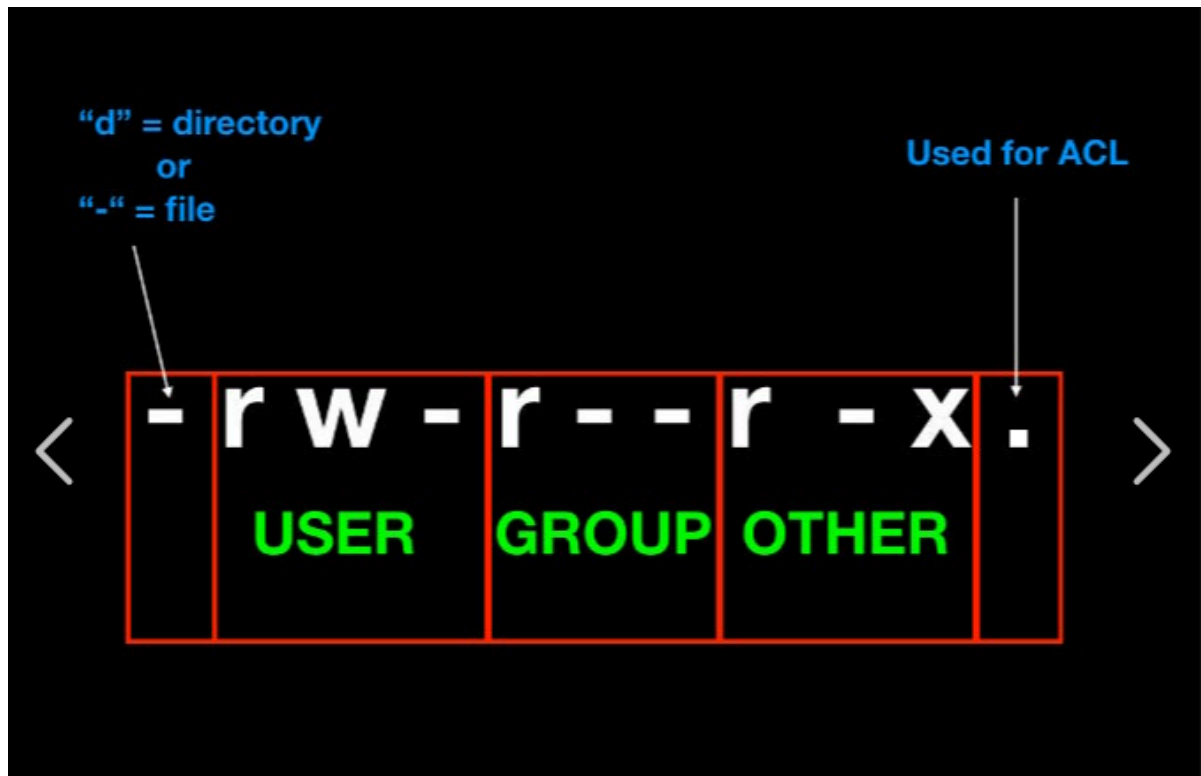 “d” = directory
or
“-“ = file
Used for ACL
- r w - r - - r - x .
USER GROUP OTHER